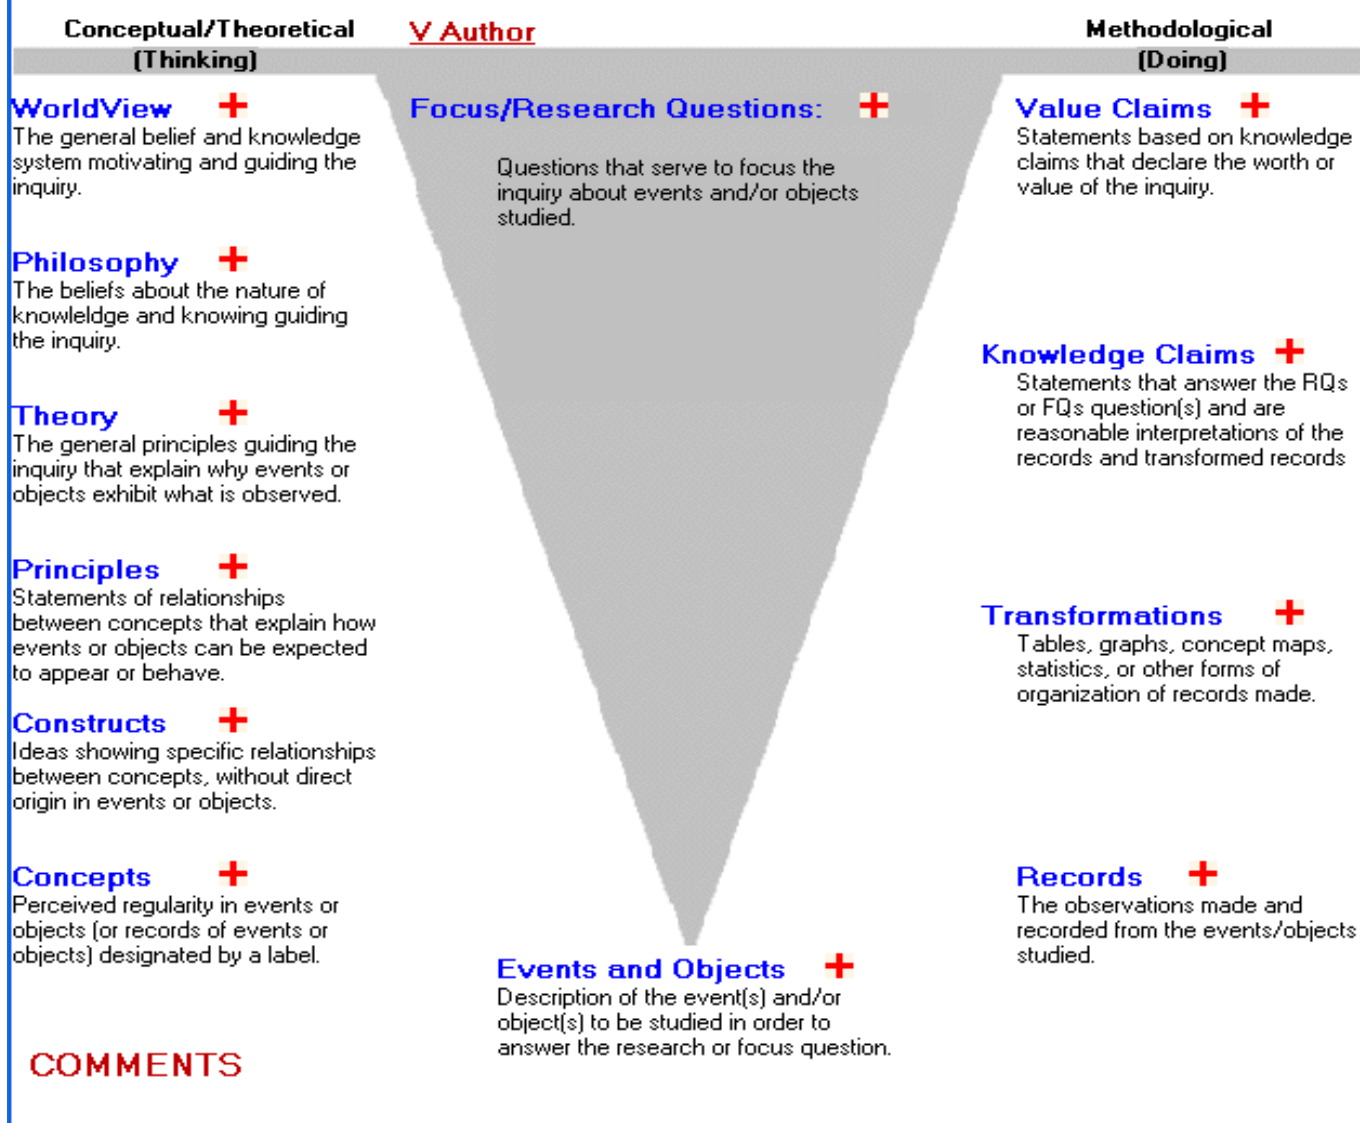 Conceptual/Theoretical
(Thinking)
V Author
Methodological
(Doing)
WorldView +
The general belief and knowledge
system motivating and guiding the
inquiry.
Philosophy +
The beliefs about the nature of
knowleldge and knowing guiding
the inquiry.
Theory +
The general principles guiding the
inquiry that explain why events or
objects exhibit what is observed.
Principles +
Statements of relationships
between concepts that explain how
events or objects can be expected
to appear or behave.
Constructs +
Ideas showing specific relationships
between concepts, without direct
origin in events or objects.
Concepts +
Perceived regularity in events or
objects (or records of events or
objects) designated by a label.
COMMENTS
Focus/Research Questions: +
Questions that serve to focus the
inquiry about events and/or objects
studied.
Events and Objects +
Description of the event(s) and/or
object(s) to be studied in order to
answer the research or focus question.
Value Claims +
Statements based on knowledge
claims that declare the worth or
value of the inquiry.
Knowledge Claims +
Statements that answer the RQs
or FQs question(s) and are
reasonable interpretations of the
records and transformed records
Transformations +
Tables, graphs, concept maps,
statistics, or other forms of
organization of records made.
Records +
The observations made and
recorded from the events/objects
studied.